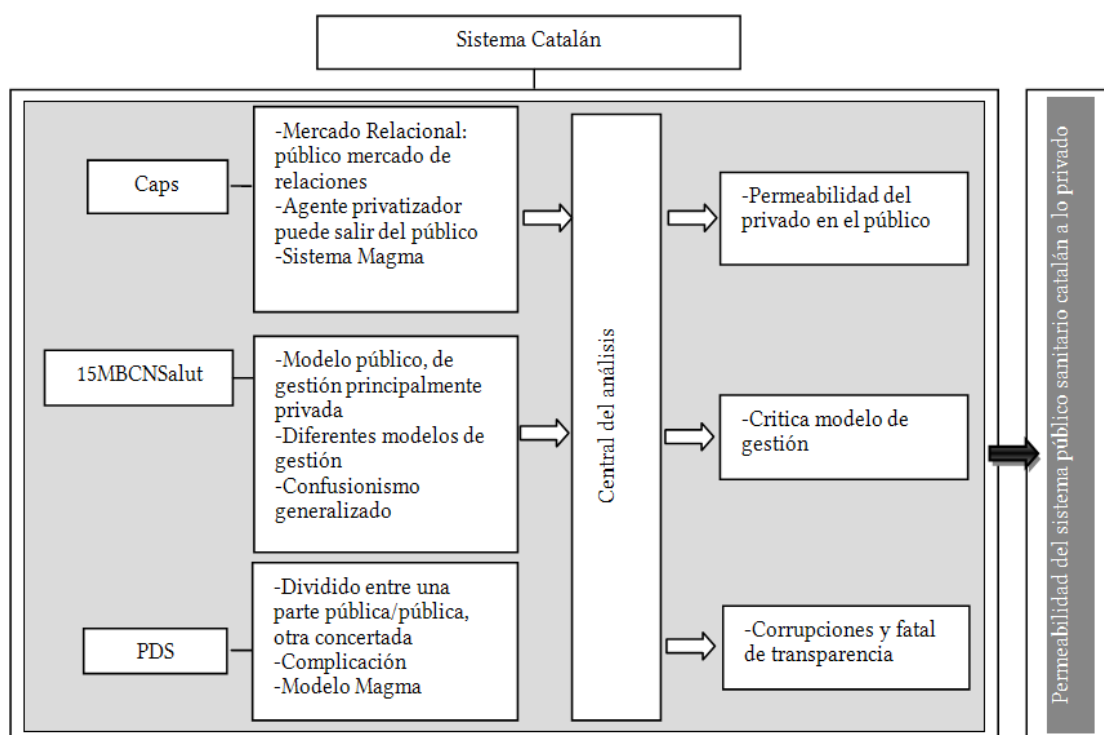 Sistema Catalán
Caps
-Mercado Relacional:
público mercado de
relaciones
-Agente privatizador
puede salir del público
-Sistema Magma
-Permeabilidad del
privado en el público
15MBCNSalut
-Modelo público, de
gestión principalmente
privada
-Diferentes modelos de
gestión
-Confusionismo
generalizado
Central del análisis
-Critica modelo de
gestión
PDS
-Dividido entre una
parte pública/pública,
otra concertada
-Complicación
-Modelo Magma
-Corrupciones y fatal
de transparencia
Permeabilidad del sistema público sanitario catalán a lo privado